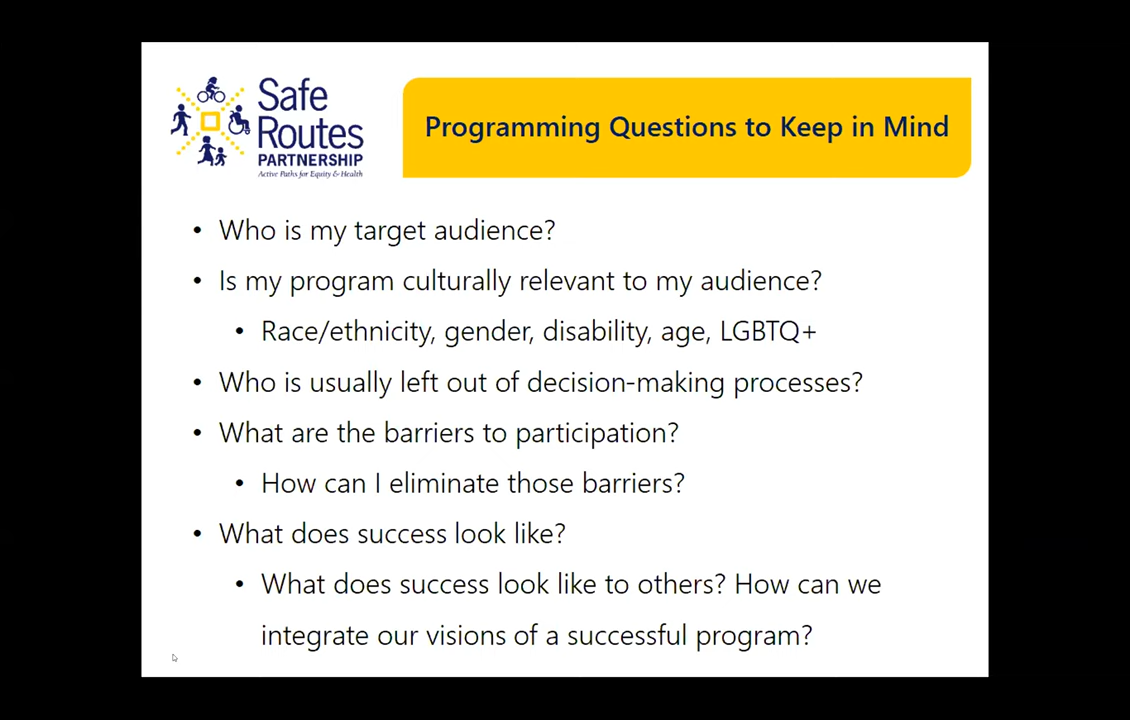 Safe
Routes
PARTNERSHIP
Active Paths for Equity & Health
Programming Questions to Keep in Mind
• Who is my target audience?
• Is my program culturally relevant to my audience?
• Race/ethnicity, gender, disability, age, LGBTQ+
• Who is usually left out of decision-making processes?
• What are the barriers to participation?
• How can I eliminate those barriers?
• What does success look like?
• What does success look like to others? How can we
integrate our visions of a successful program?